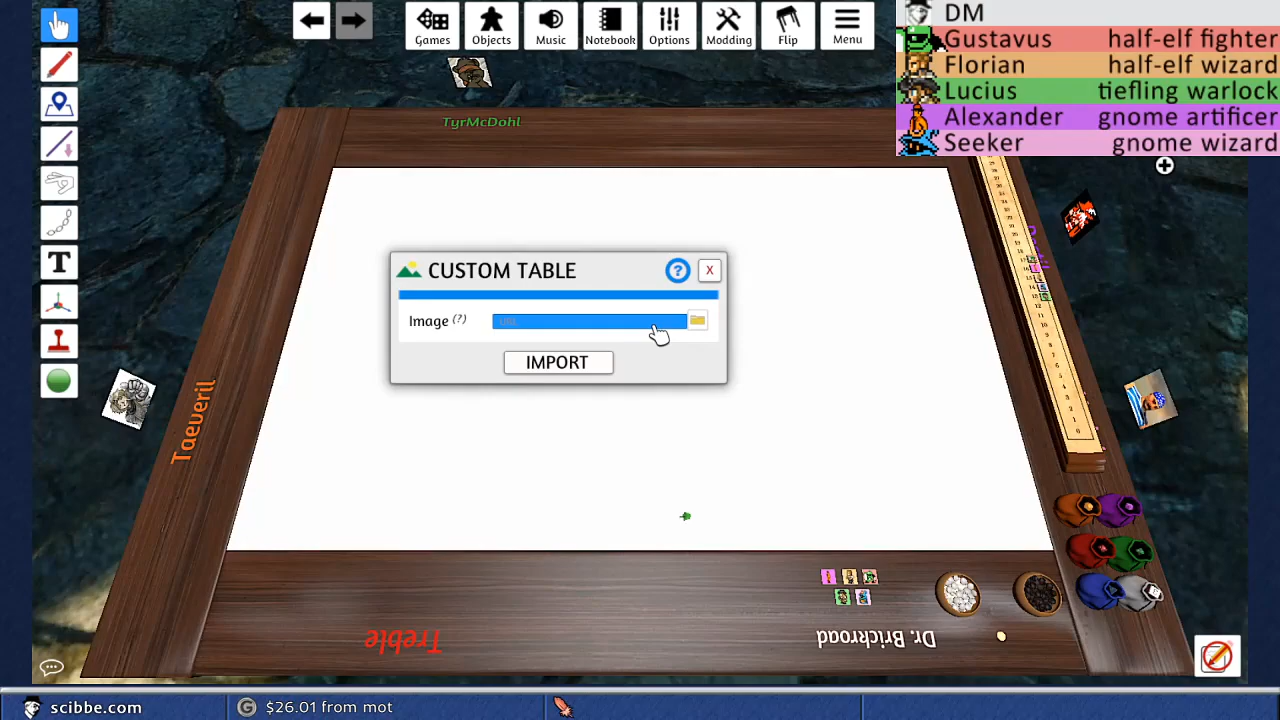 Games
Objects
Music
Notebook
Options
Modding
Flip
Menu
DM
Gustavus half-elf fighter
Florian half-elf wizard
Lucius tiefling warlock
Alexander gnome artificer
Seeker gnome wizard
TyrMcDohl
T
CUSTOM TABLE
?
X
Image (?)
URL
IMPORT
Taeveril
Treble
Dr. Brickroad
scibbe.com
G $26.01 from mot